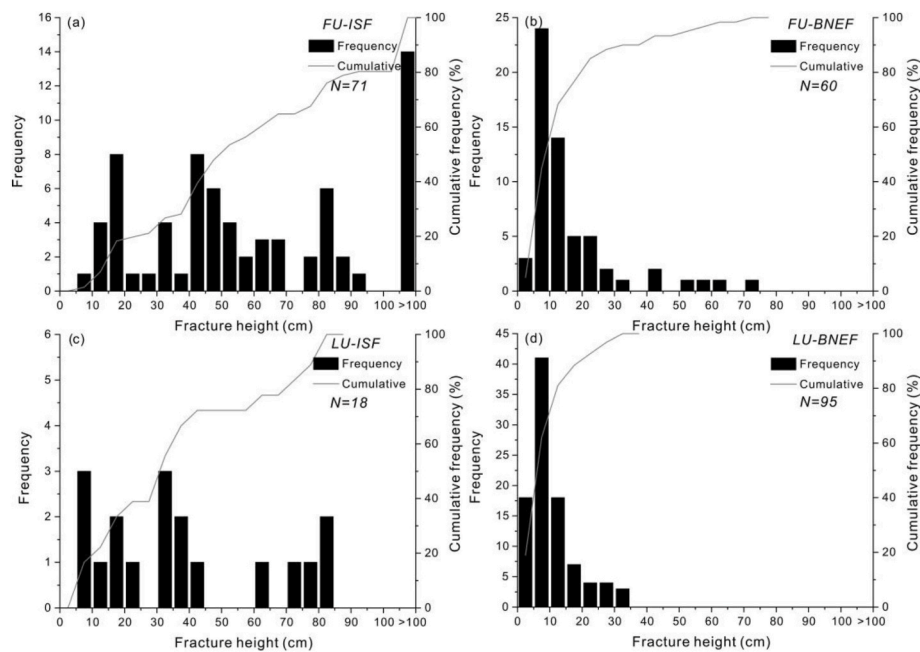 (a) FU-ISF
Frequency
Cumulative
N=71
16
14
12
10
8
6
4
2
0
Frequency
100
80
60
40
20
0
Cumulative frequency (%)
0 10 20 30 40 50 60 70 80 90 >100
Fracture height (cm)
(b) FU-BNEF
Frequency
Cumulative
N=60
25
20
15
10
5
0
Frequency
100
80
60
40
20
0
Cumulative frequency (%)
0 10 20 30 40 50 60 70 80 90 100 >100
Fracture height (cm)
(c) LU-ISF
Frequency
Cumulative
N=18
6
5
4
3
2
1
0
Frequency
100
80
60
40
20
0
Cumulative frequency (%)
0 10 20 30 40 50 60 70 80 90 100 >100
Fracture height (cm)
(d) LU-BNEF
Frequency
Cumulative
N=95
45
40
35
30
25
20
15
10
5
0
Frequency
100
80
60
40
20
0
Cumulative frequency (%)
0 10 20 30 40 50 60 70 80 90 100 >100
Fracture height (cm)